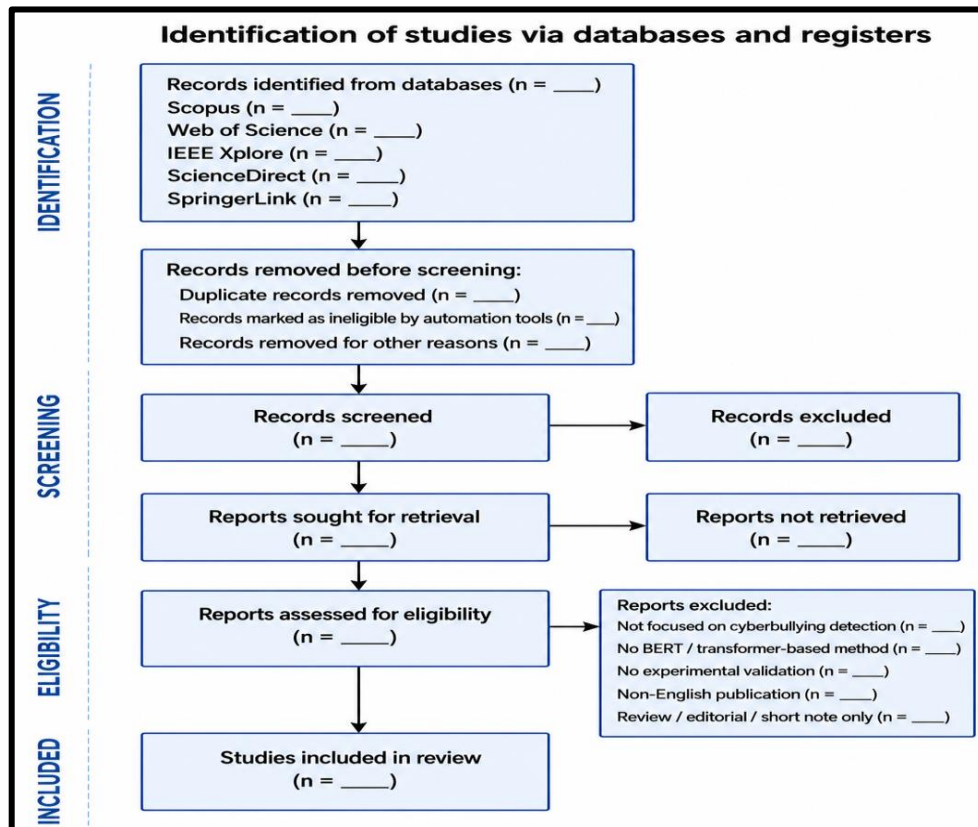 Identification of studies via databases and registers
IDENTIFICATION
Records identified from databases (n = ____)
Scopus (n = ____)
Web of Science (n = ____)
IEEE Xplore (n = ____)
ScienceDirect (n = ____)
SpringerLink (n = ____)
Records removed before screening:
Duplicate records removed (n = ____)
Records marked as ineligible by automation tools (n = ____)
Records removed for other reasons (n = ____)
SCREENING
Records screened
(n = ____)
Records excluded
(n = ____)
Reports sought for retrieval
(n = ____)
Reports not retrieved
(n = ____)
ELIGIBILITY
Reports assessed for eligibility
(n = ____)
Reports excluded:
Not focused on cyberbullying detection (n = ____)
No BERT / transformer-based method (n = ____)
No experimental validation (n = ____)
Non-English publication (n = ____)
Review / editorial / short note only (n = ____)
INCLUDED
Studies included in review
(n = ____)